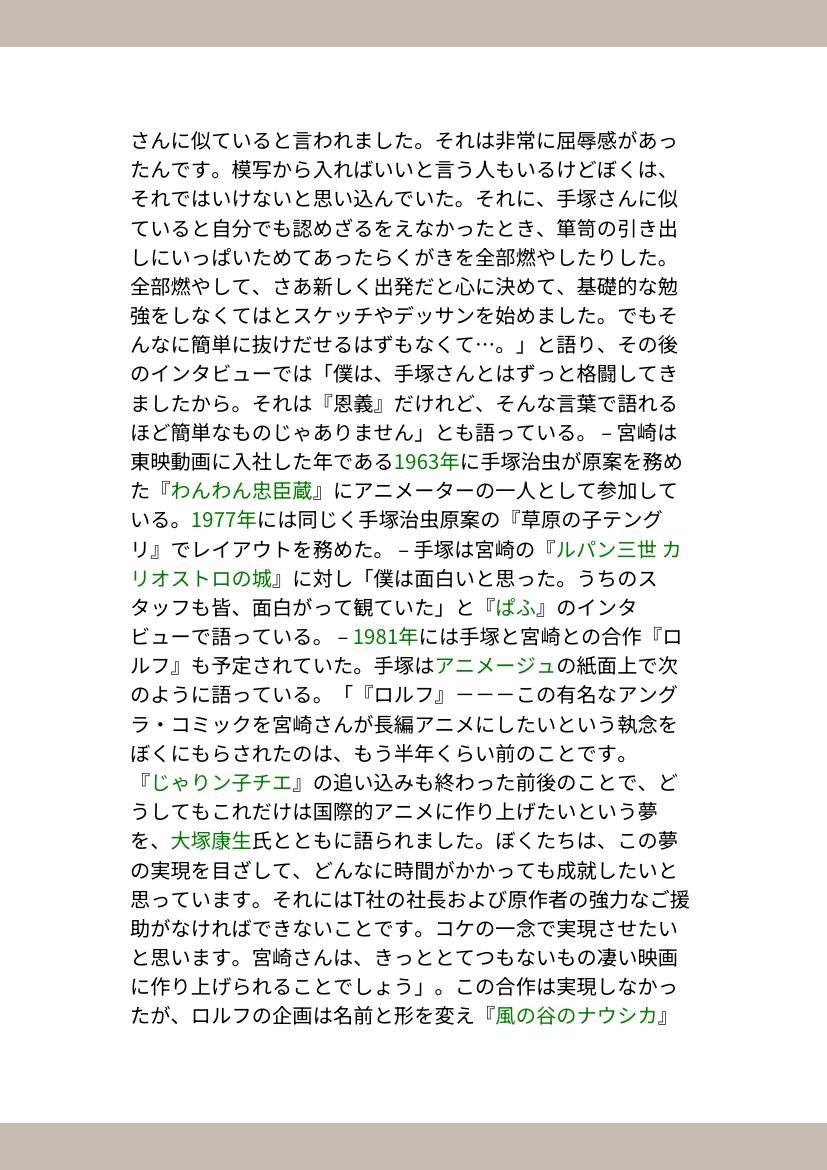 さんに似ていると言われました。それは非常に屈辱感があっ
たんです。模写から入ればいいと言う人もいるけどぼくは、
それではいけないと思い込んでいた。それに、手塚さんに似
ていると自分でも認めざるをえなかったとき、箪笥の引き出
しにいっぱいためてあったらくがきを全部燃やしたりした。
全部燃やして、さあ新しく出発だと心に決めて、基礎的な勉
強をしなくてはとスケッチやデッサンを始めました。でもそ
んなに簡単に抜けだせるはずもなくて…。」と語り、その後
のインタビューでは「僕は、手塚さんとはずっと格闘してき
ましたから。それは『恩義』だけれど、そんな言葉で語れる
ほど簡単なものじゃありません」とも語っている。 – 宮崎は
東映動画に入社した年である1963年に手塚治虫が原案を務め
た『わんわん忠臣蔵』にアニメーターの一人として参加して
いる。1977年には同じく手塚治虫原案の『草原の子テング
リ』でレイアウトを務めた。 – 手塚は宮崎の『ルパン三世 カ
リオストロの城』に対し「僕は面白いと思った。うちのス
タッフも皆、面白がって観ていた」と『ぱふ』のインタ
ビューで語っている。 – 1981年には手塚と宮崎との合作『ロ
ルフ』も予定されていた。手塚はアニメージュの紙面上で次
のように語っている。「『ロルフ』－－－この有名なアング
ラ・コミックを宮崎さんが長編アニメにしたいという執念を
ぼくにもらされたのは、もう半年くらい前のことです。
『じゃりン子チエ』の追い込みも終わった前後のことで、ど
うしてもこれだけは国際的アニメに作り上げたいという夢
を、大塚康生氏とともに語られました。ぼくたちは、この夢
の実現を目ざして、どんなに時間がかかっても成就したいと
思っています。それにはT社の社長および原作者の強力なご援
助がなければできないことです。コケの一念で実現させたい
と思います。宮崎さんは、きっととてつもないもの凄い映画
に作り上げられることでしょう」。この合作は実現しなかっ
たが、ロルフの企画は名前と形を変え『風の谷のナウシカ』